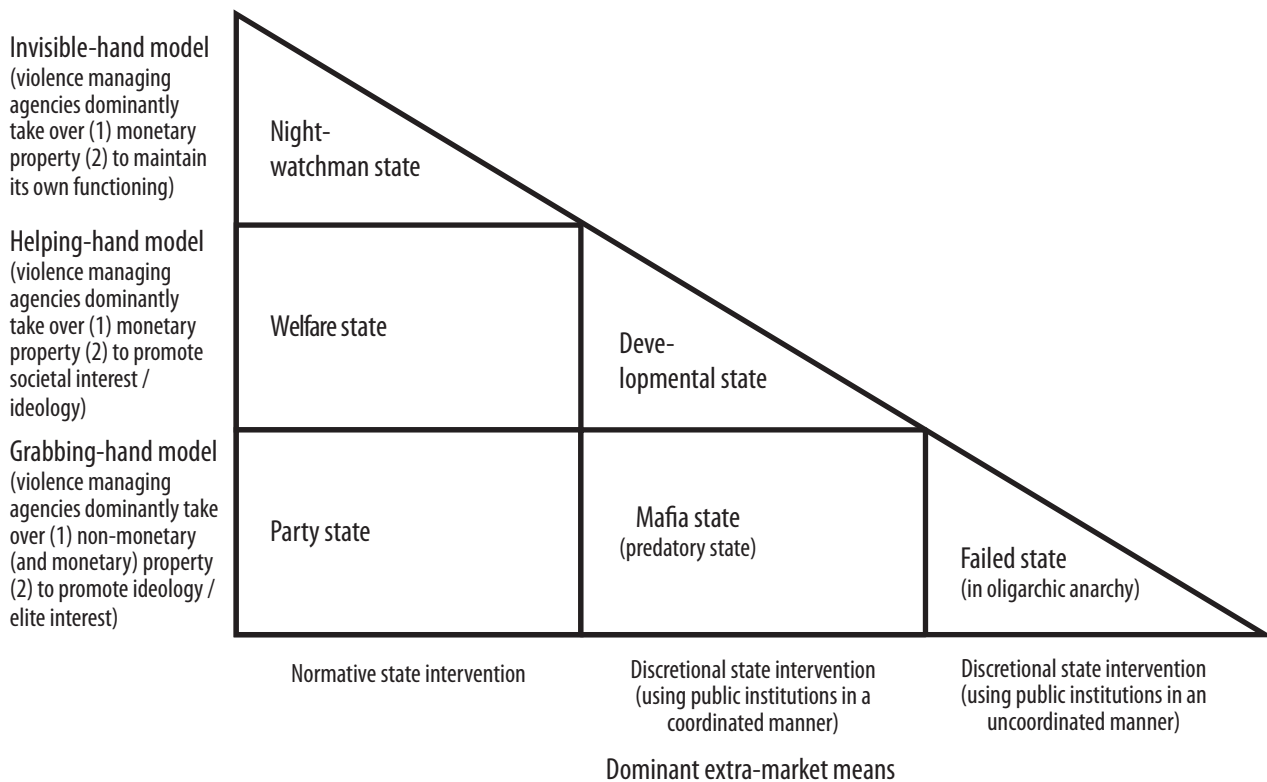 Invisible-hand model
(violence managing
agencies dominantly
take over (1) monetary
property (2) to maintain
its own functioning)
Night-
watchman state
Helping-hand model
(violence managing
agencies dominantly
take over (1) monetary
property (2) to promote
societal interest /
ideology)
Welfare state
Deve-
lopmental state
Grabbing-hand model
(violence managing
agencies dominantly take
over (1) non-monetary
(and monetary) property
(2) to promote ideology /
elite interest)
Party state
Mafia state
(predatory state)
Failed state
(in oligarchic anarchy)
Normative state intervention
Discretional state intervention
(using public institutions in a
coordinated manner)
Discretional state intervention
(using public institutions in an
uncoordinated manner)
Dominant extra-market means